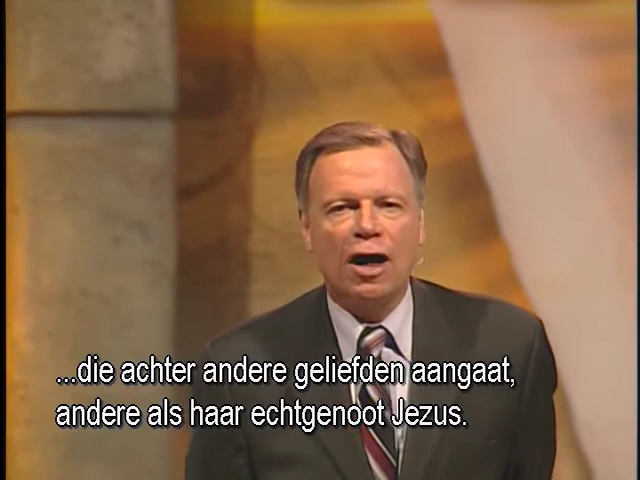 ...die achter andere geliefden aangaat,
andere als haar echtgenoot Jezus.